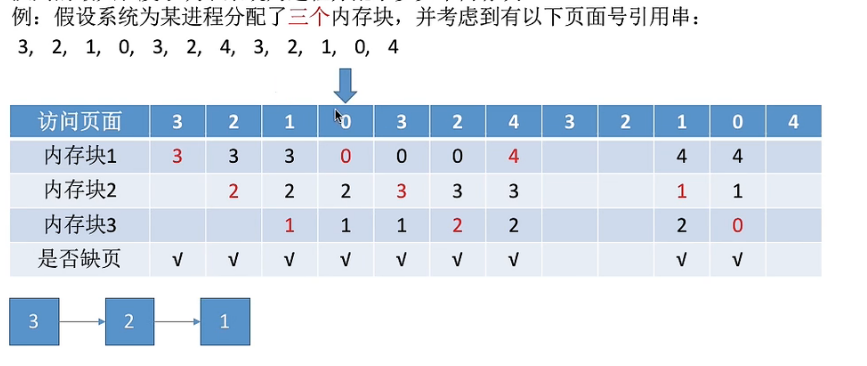 例：假设系统为某进程分配了三个内存块，并考虑到有以下页面号引用串：
3, 2, 1, 0, 3, 2, 4, 3, 2, 1, 0, 4
访问页面 3 2 1 0 3 2 4 3 2 1 0 4
内存块1 3 3 3 0 0 0 4 4 4
内存块2 2 2 2 3 3 3 1 1
内存块3 1 1 1 2 2 2 0
是否缺页 √ √ √ √ √ √ √ √ √
3 2 1